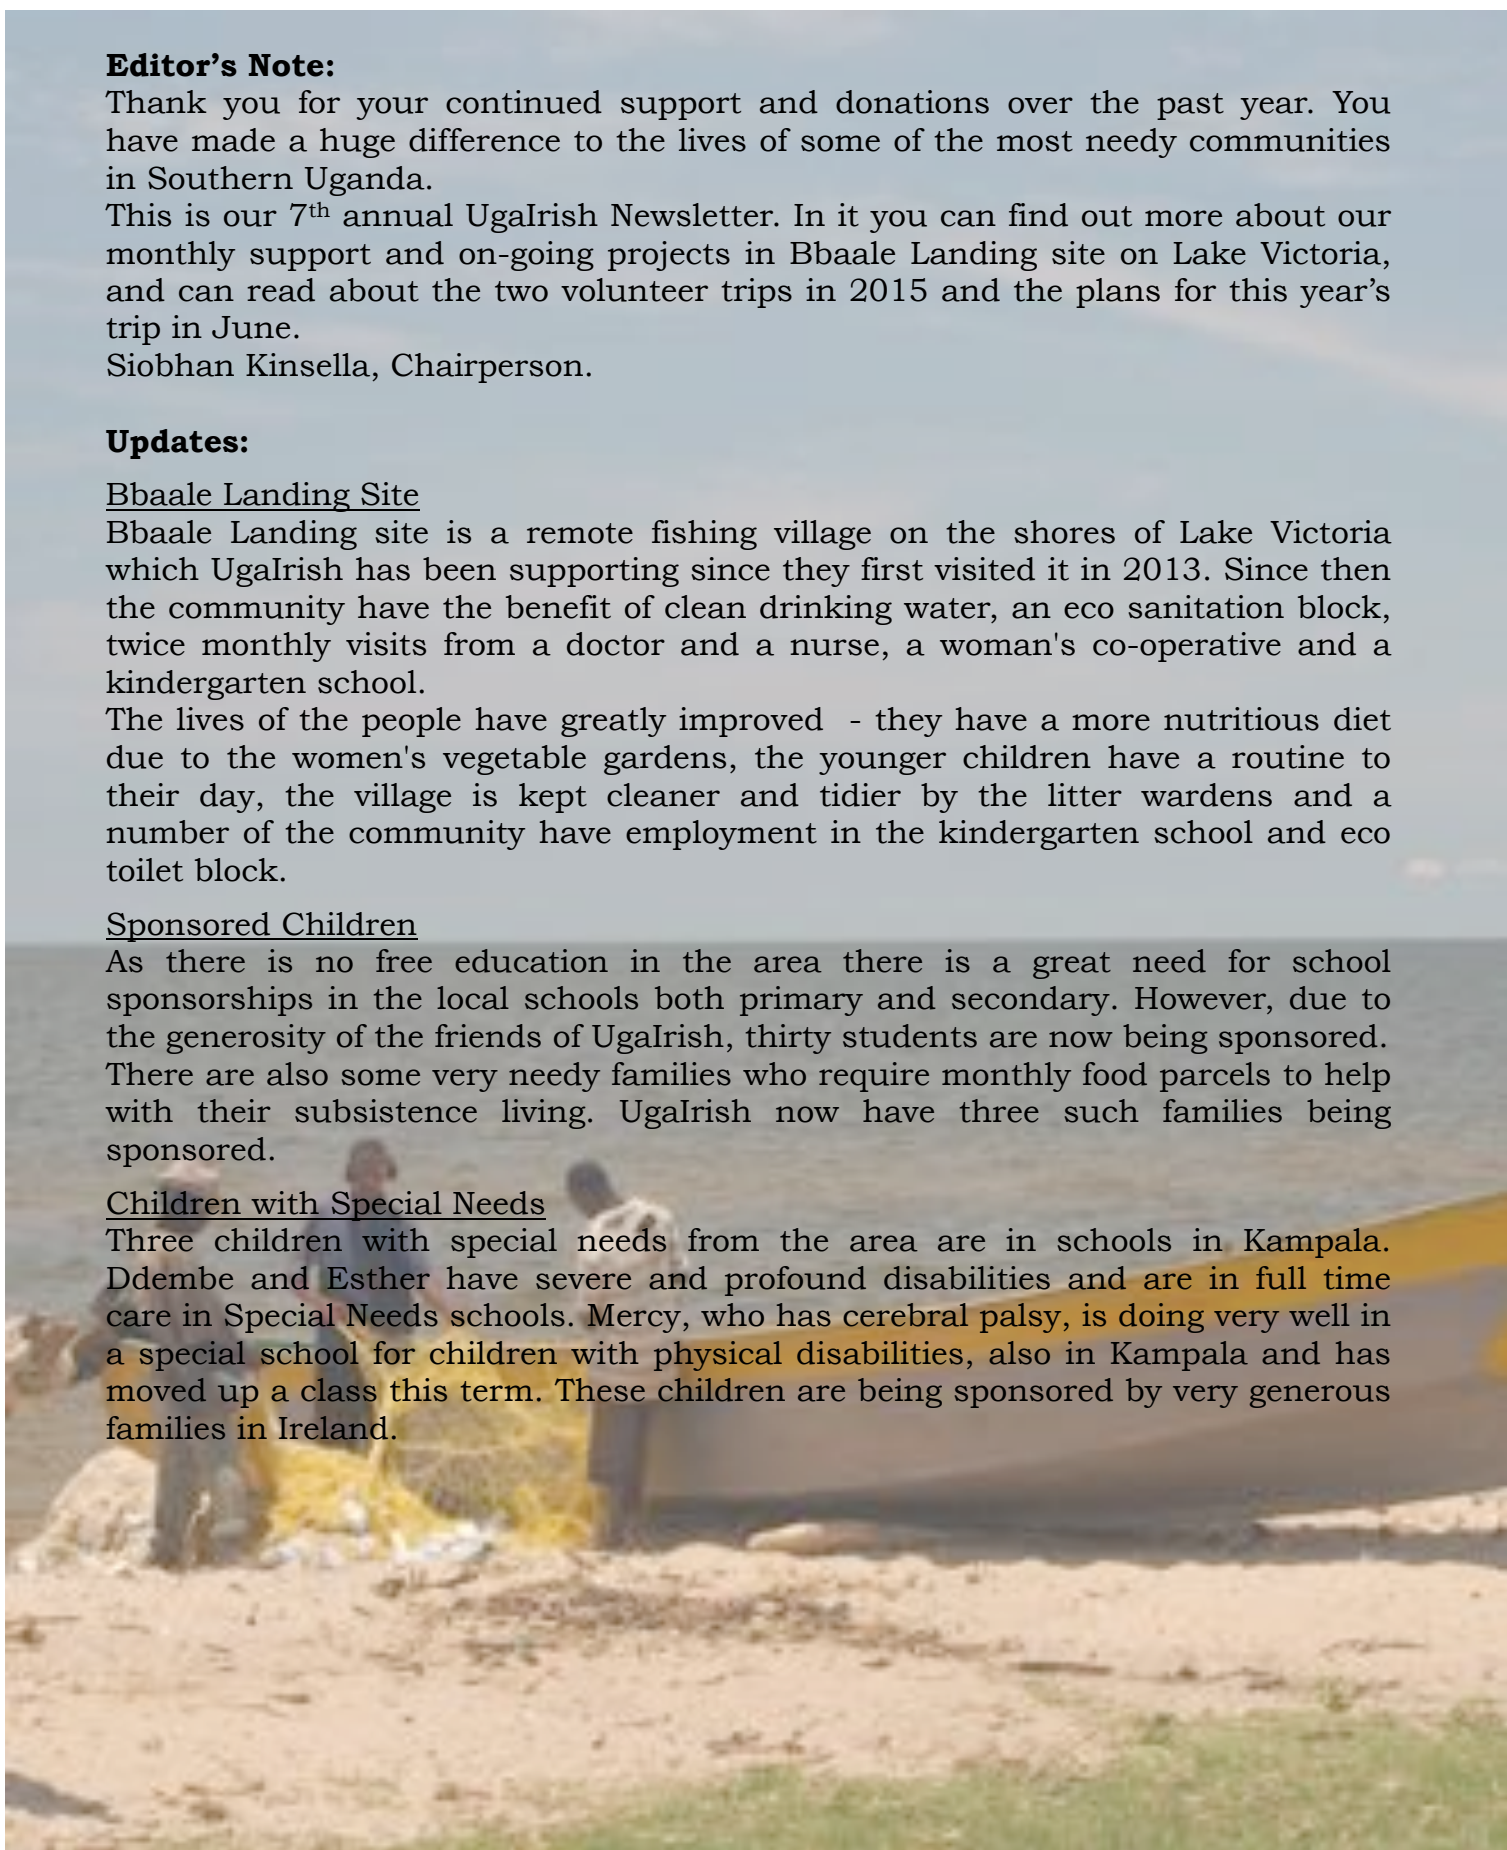 Editor’s Note:
Thank you for your continued support and donations over the past year. You
have made a huge difference to the lives of some of the most needy communities
in Southern Uganda.
This is our 7th annual UgaIrish Newsletter. In it you can find out more about our
monthly support and on-going projects in Bbaale Landing site on Lake Victoria,
and can read about the two volunteer trips in 2015 and the plans for this year’s
trip in June.
Siobhan Kinsella, Chairperson.
Updates:
Bbaale Landing Site
Bbaale Landing site is a remote fishing village on the shores of Lake Victoria
which UgaIrish has been supporting since they first visited it in 2013. Since then
the community have the benefit of clean drinking water, an eco sanitation block,
twice monthly visits from a doctor and a nurse, a woman's co-operative and a
kindergarten school.
The lives of the people have greatly improved  - they have a more nutritious diet
due to the women's vegetable gardens, the younger children have a routine to
their day, the village is kept cleaner and tidier by the litter wardens and a
number of the community have employment in the kindergarten school and eco
toilet block.
Sponsored Children
As there is no free education in the area there is a great need for school
sponsorships in the local schools both primary and secondary. However, due to
the generosity of the friends of UgaIrish, thirty students are now being sponsored.
There are also some very needy families who require monthly food parcels to help
with their subsistence living. UgaIrish now have three such families being
sponsored.
Children with Special Needs
Three children with special needs from the area are in schools in Kampala.
Ddembe and Esther have severe and profound disabilities and are in full time
care in Special Needs schools. Mercy, who has cerebral palsy, is doing very well in
a special school for children with physical disabilities, also in Kampala and has
moved up a class this term. These children are being sponsored by very generous
families in Ireland.